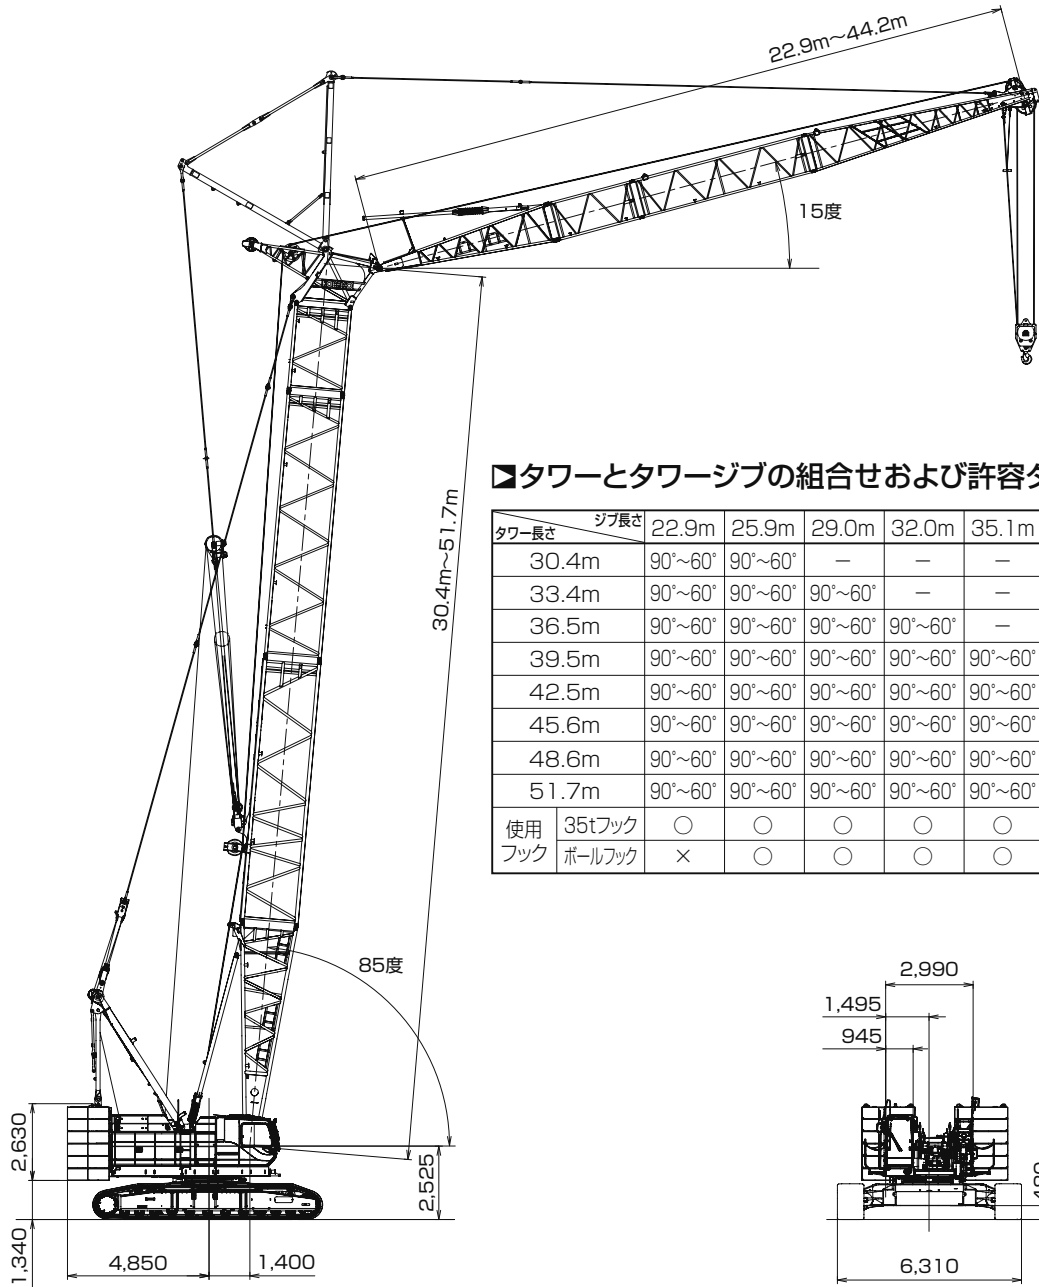 22.9m～44.2m
15度
30.4m～51.7m
▶タワーとタワージブの組合せおよび許容
ジブ長さ
タワー長さ 22.9m 25.9m 29.0m 32.0m 35.1m
30.4m 90°～60° 90°～60° － － －
33.4m 90°～60° 90°～60° 90°～60° － －
36.5m 90°～60° 90°～60° 90°～60° 90°～60° －
39.5m 90°～60° 90°～60° 90°～60° 90°～60° 90°～60°
42.5m 90°～60° 90°～60° 90°～60° 90°～60° 90°～60°
45.6m 90°～60° 90°～60° 90°～60° 90°～60° 90°～60°
48.6m 90°～60° 90°～60° 90°～60° 90°～60° 90°～60°
51.7m 90°～60° 90°～60° 90°～60° 90°～60° 90°～60°
使用
フック
35tフック ○ ○ ○ ○ ○
ボールフック × ○ ○ ○ ○
85度
2,630
2,525
1,340
4,850
1,400
2,990
1,495
945
6,310